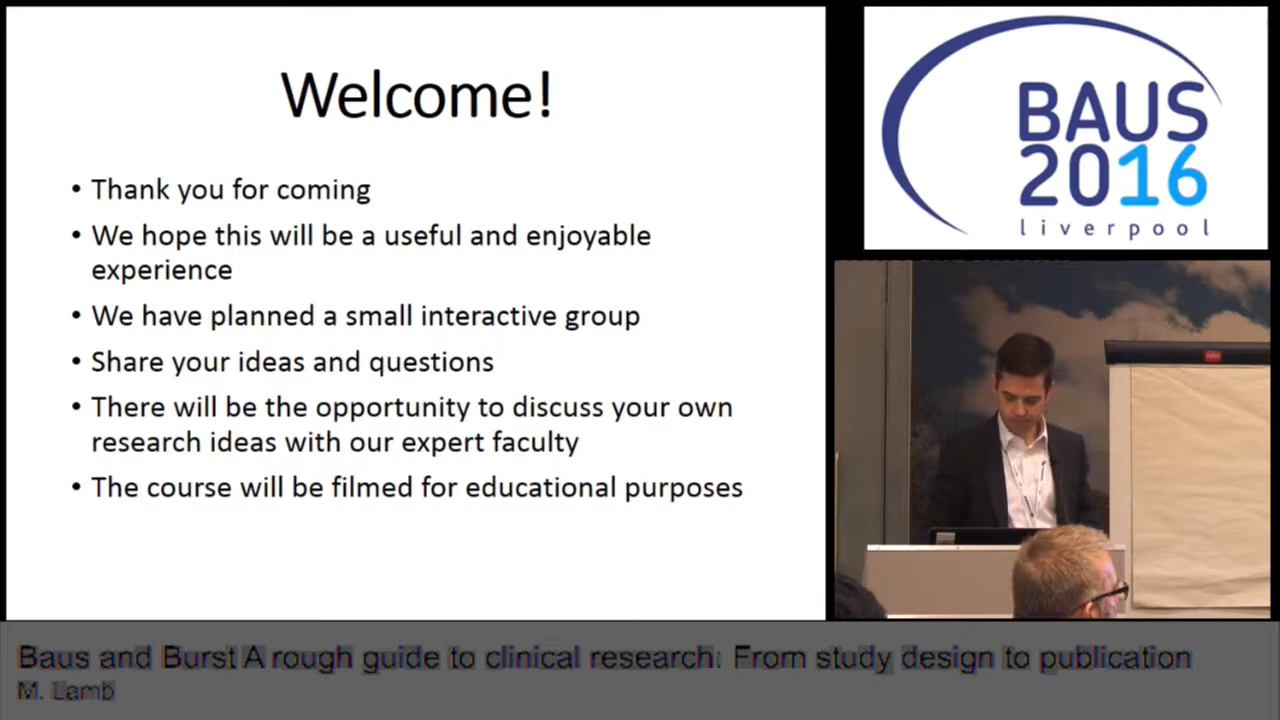 Welcome!
• Thank you for coming
• We hope this will be a useful and enjoyable
experience
• We have planned a small interactive group
• Share your ideas and questions
• There will be the opportunity to discuss your own
research ideas with our expert faculty
• The course will be filmed for educational purposes
BAUS
2016
liverpool
Baus and Burst A rough guide to clinical research: From study design to publication
M. Lamb